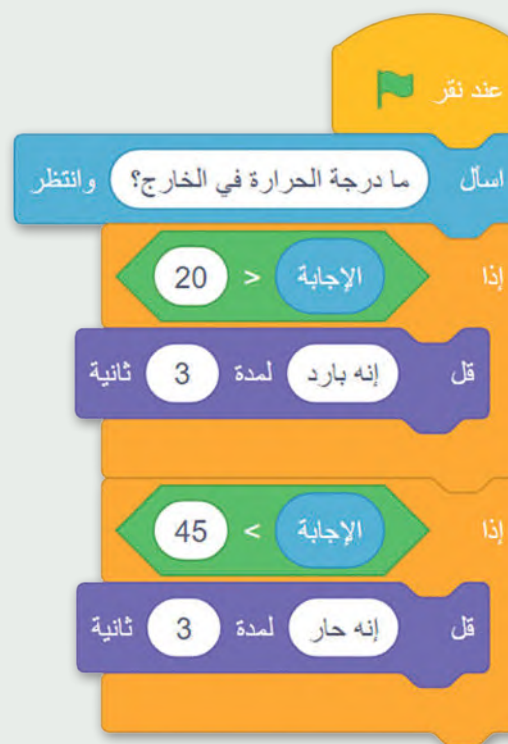 عند نقر
اسأل ما درجة الحرارة في الخارج؟ وانتظر
إذا الإجابة < 20
قل إنه بارد لمدة 3 ثانية
إذا الإجابة > 45
قل إنه حار لمدة 3 ثانية